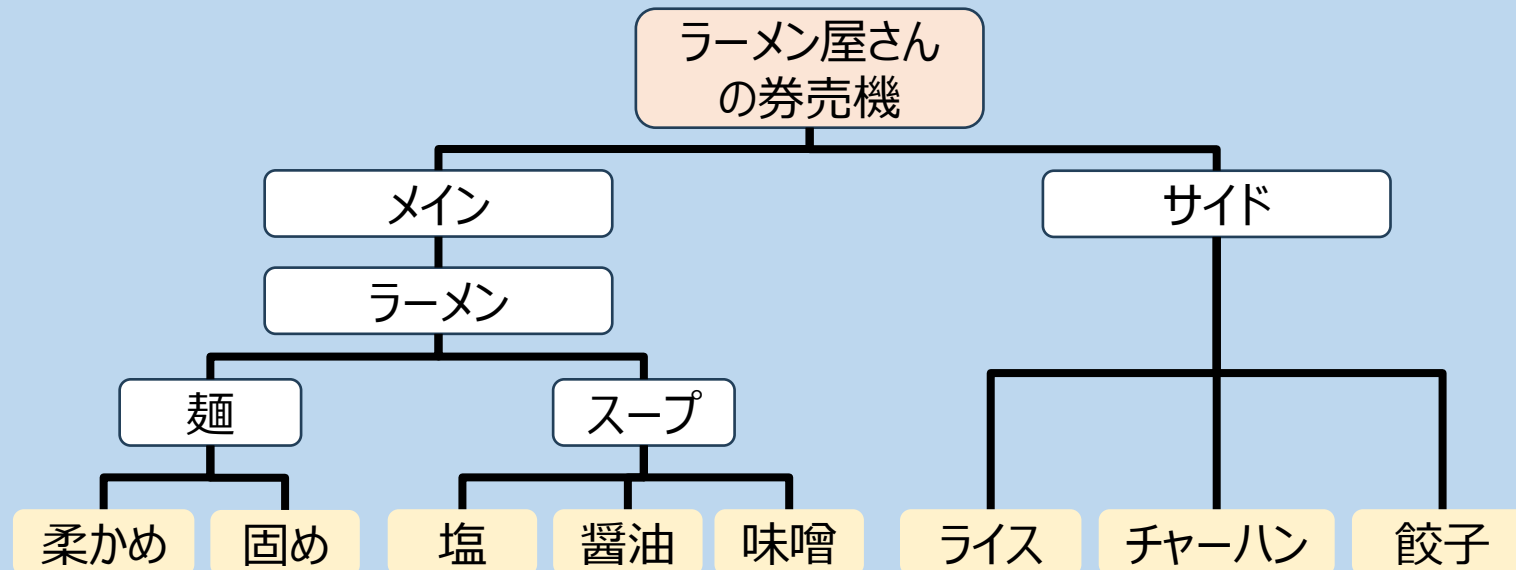 ラーメン屋さん
の券売機
メイン
サイド
ラーメン
麺
スープ
柔かめ
固め
塩
醤油
味噌
ライス
チャーハン
餃子